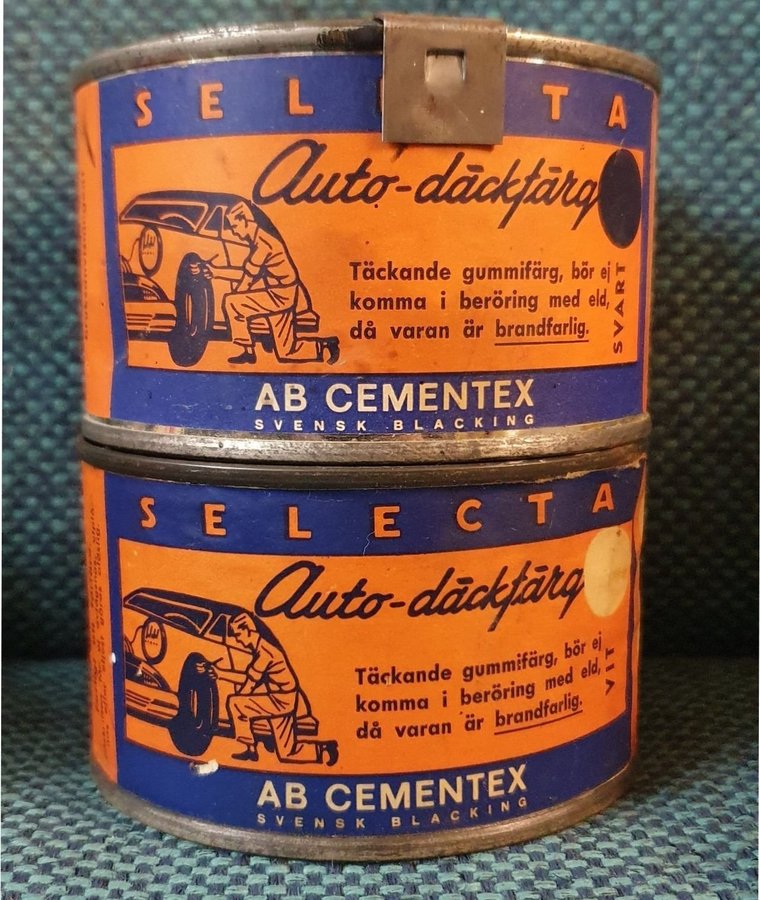 SELECTA
Auto-däckfärg
Täckande gummifärg, bör ej
komma i beröring med eld,
då varan är brandfarlig.
SVART
AB CEMENTEX
SVENSK BLACKING
SELECTA
Auto-däckfärg
Täckande gummifärg, bör ej
komma i beröring med eld,
då varan är brandfarlig.
VIT
AB CEMENTEX
SVENSK BLACKING